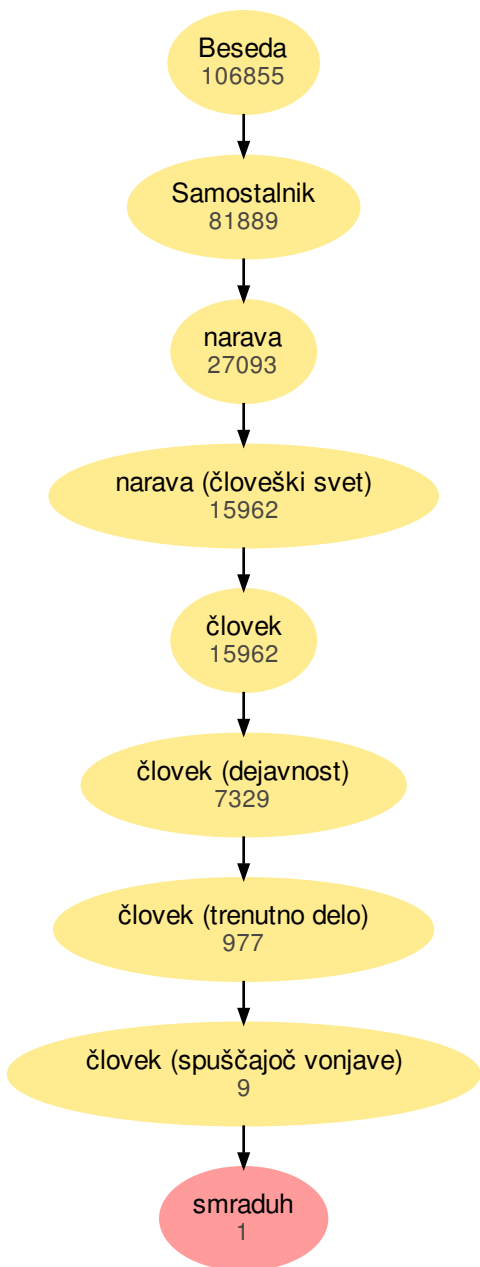 Beseda
106855
Samostalnik
81889
narava
27093
narava (človeški svet)
15962
človek
15962
človek (dejavnost)
7329
človek (trenutno delo)
977
človek (spuščajoč vonjave)
9
smraduh
1